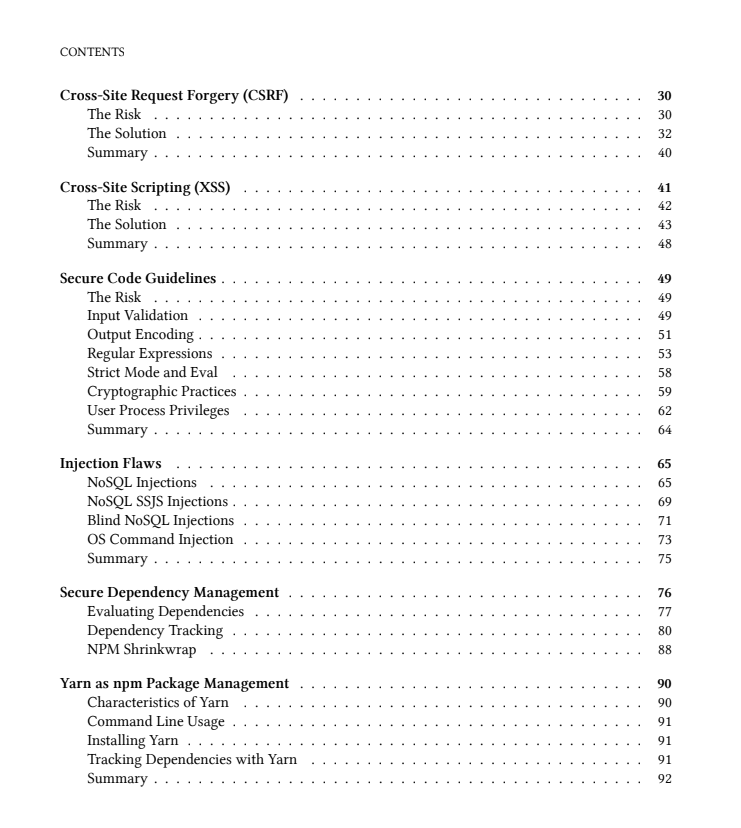 CONTENTS
Cross-Site Request Forgery (CSRF) . . . . . . . . . . . . . . . . . . . . . . . . . . . . . . . 30
The Risk . . . . . . . . . . . . . . . . . . . . . . . . . . . . . . . . . . . . . . . . . . . . 30
The Solution . . . . . . . . . . . . . . . . . . . . . . . . . . . . . . . . . . . . . . . . . . 32
Summary . . . . . . . . . . . . . . . . . . . . . . . . . . . . . . . . . . . . . . . . . . . . 40
Cross-Site Scripting (XSS) . . . . . . . . . . . . . . . . . . . . . . . . . . . . . . . . . . . . 41
The Risk . . . . . . . . . . . . . . . . . . . . . . . . . . . . . . . . . . . . . . . . . . . . 42
The Solution . . . . . . . . . . . . . . . . . . . . . . . . . . . . . . . . . . . . . . . . . . 43
Summary . . . . . . . . . . . . . . . . . . . . . . . . . . . . . . . . . . . . . . . . . . . . 48
Secure Code Guidelines . . . . . . . . . . . . . . . . . . . . . . . . . . . . . . . . . . . . . 49
The Risk . . . . . . . . . . . . . . . . . . . . . . . . . . . . . . . . . . . . . . . . . . . . 49
Input Validation . . . . . . . . . . . . . . . . . . . . . . . . . . . . . . . . . . . . . . . . 49
Output Encoding . . . . . . . . . . . . . . . . . . . . . . . . . . . . . . . . . . . . . . . . 51
Regular Expressions . . . . . . . . . . . . . . . . . . . . . . . . . . . . . . . . . . . . . . 53
Strict Mode and Eval . . . . . . . . . . . . . . . . . . . . . . . . . . . . . . . . . . . . . 58
Cryptographic Practices . . . . . . . . . . . . . . . . . . . . . . . . . . . . . . . . . . . . 59
User Process Privileges . . . . . . . . . . . . . . . . . . . . . . . . . . . . . . . . . . . . 62
Summary . . . . . . . . . . . . . . . . . . . . . . . . . . . . . . . . . . . . . . . . . . . . 64
Injection Flaws . . . . . . . . . . . . . . . . . . . . . . . . . . . . . . . . . . . . . . . . . 65
NoSQL Injections . . . . . . . . . . . . . . . . . . . . . . . . . . . . . . . . . . . . . . . 65
NoSQL SSJS Injections . . . . . . . . . . . . . . . . . . . . . . . . . . . . . . . . . . . . . 69
Blind NoSQL Injections . . . . . . . . . . . . . . . . . . . . . . . . . . . . . . . . . . . . 71
OS Command Injection . . . . . . . . . . . . . . . . . . . . . . . . . . . . . . . . . . . . 73
Summary . . . . . . . . . . . . . . . . . . . . . . . . . . . . . . . . . . . . . . . . . . . . 75
Secure Dependency Management . . . . . . . . . . . . . . . . . . . . . . . . . . . . . . . . 76
Evaluating Dependencies . . . . . . . . . . . . . . . . . . . . . . . . . . . . . . . . . . . 77
Dependency Tracking . . . . . . . . . . . . . . . . . . . . . . . . . . . . . . . . . . . . . 80
NPM Shrinkwrap . . . . . . . . . . . . . . . . . . . . . . . . . . . . . . . . . . . . . . . 88
Yarn as npm Package Management . . . . . . . . . . . . . . . . . . . . . . . . . . . . . . . 90
Characteristics of Yarn . . . . . . . . . . . . . . . . . . . . . . . . . . . . . . . . . . . . 90
Command Line Usage . . . . . . . . . . . . . . . . . . . . . . . . . . . . . . . . . . . . . 91
Installing Yarn . . . . . . . . . . . . . . . . . . . . . . . . . . . . . . . . . . . . . . . . 91
Tracking Dependencies with Yarn . . . . . . . . . . . . . . . . . . . . . . . . . . . . . . . 91
Summary . . . . . . . . . . . . . . . . . . . . . . . . . . . . . . . . . . . . . . . . . . . . 92